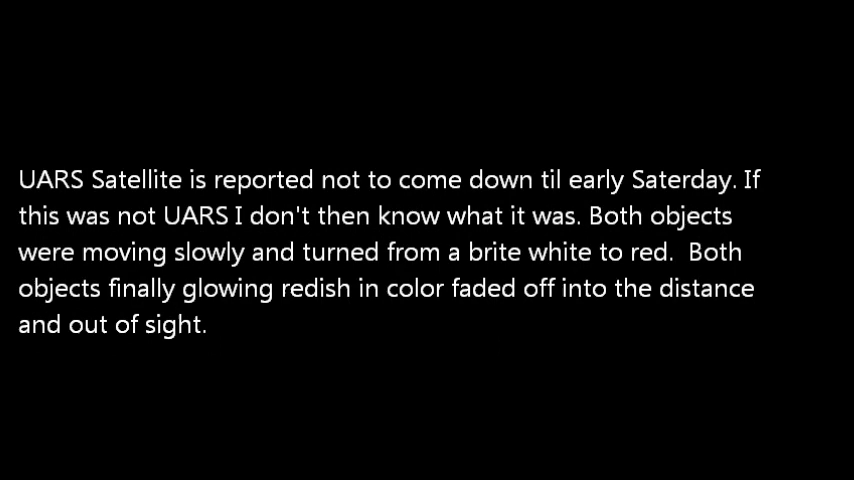 UARS Satellite is reported not to come down til early Saterday. If
this was not UARS I don't then know what it was. Both objects
were moving slowly and turned from a brite white to red.  Both
objects finally glowing redish in color faded off into the distance
and out of sight.